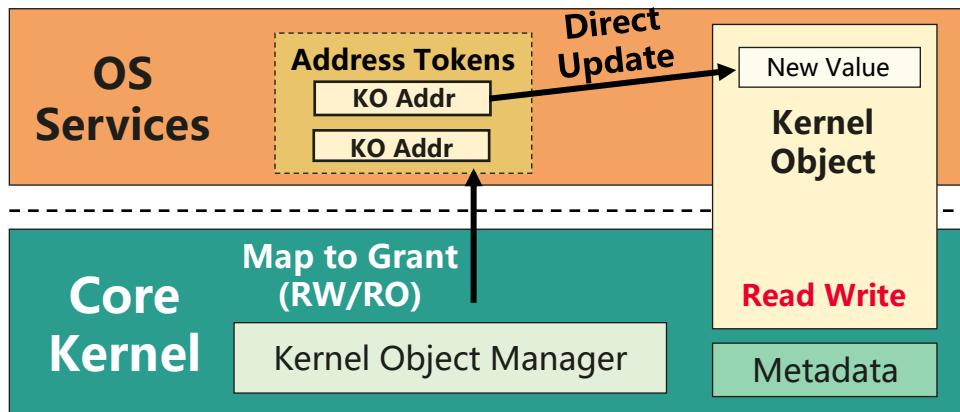 OS
Services
Address Tokens
KO Addr
KO Addr
Direct
Update
New Value
Kernel
Object
Read Write
Core
Kernel
Map to Grant
(RW/RO)
Kernel Object Manager
Metadata